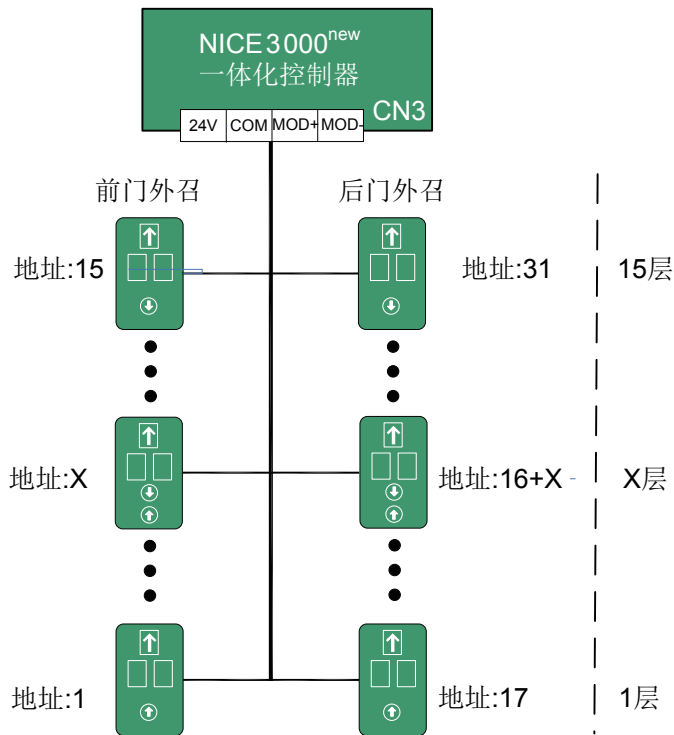 NICE3000new
一体化控制器
CN3
24V COM MOD+ MOD-
前门外召 后门外召
地址:15 地址:31 15层
地址:X 地址:16+X X层
地址:1 地址:17 1层